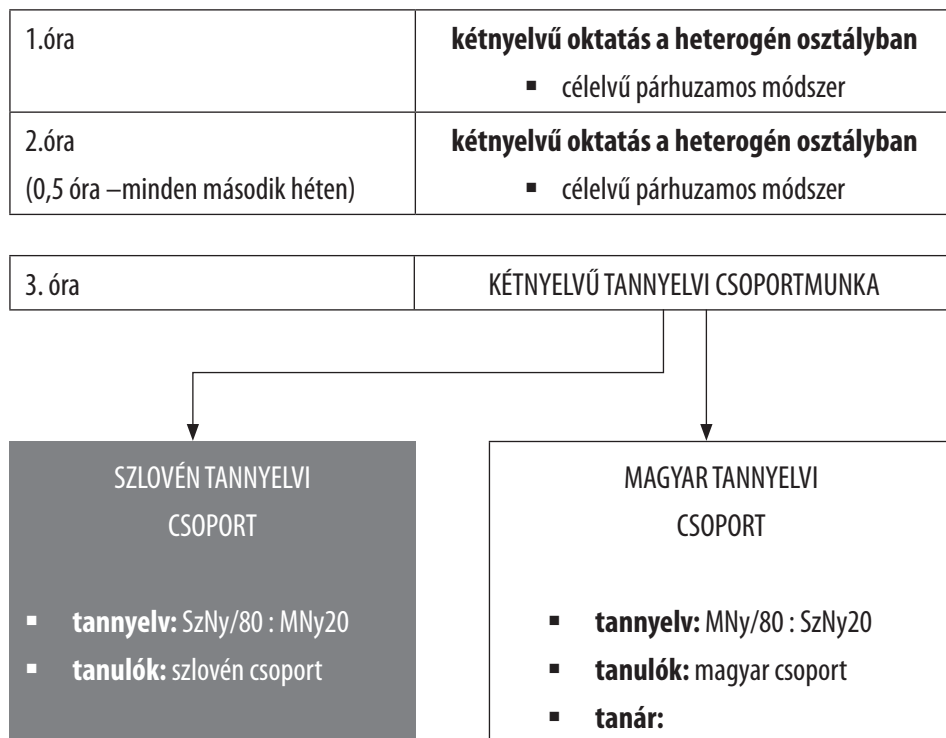 1.óra
kétnyelvű oktatás a heterogén osztályban
▪ célelvű párhuzamos módszer
2.óra
(0,5 óra –minden második héten)
kétnyelvű oktatás a heterogén osztályban
▪ célelvű párhuzamos módszer
3. óra
KÉTNYELVŰ TANNYELVI CSOPORTMUNKA
SZLOVÉN TANNYELVI
CSOPORT
▪ tannyelv: SzNy/80 : MNy20
▪ tanulók: szlovén csoport
MAGYAR TANNYELVI
CSOPORT
▪ tannyelv: MNy/80 : SzNy20
▪ tanulók: magyar csoport
▪ tanár: